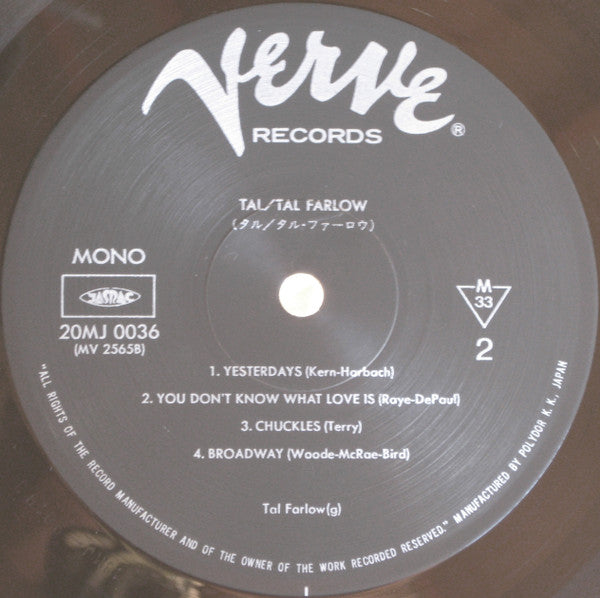 Verve
RECORDS
®
TAL/TAL FARLOW
(タル/タル・ファーロウ)
MONO
JASRAC
20MJ 0036
(MV 2565B)
M
33
2
1. YESTERDAYS (Kern-Harbach)
2. YOU DON'T KNOW WHAT LOVE IS (Raye-DePaul)
3. CHUCKLES (Terry)
4. BROADWAY (Woode-McRae-Bird)
Tal Farlow(g)
"ALL RIGHTS OF THE RECORD MANUFACTURER AND OF THE OWNER OF THE WORK RECORDED RESERVED." MANUFACTURED BY POLYDOR K. K., JAPAN